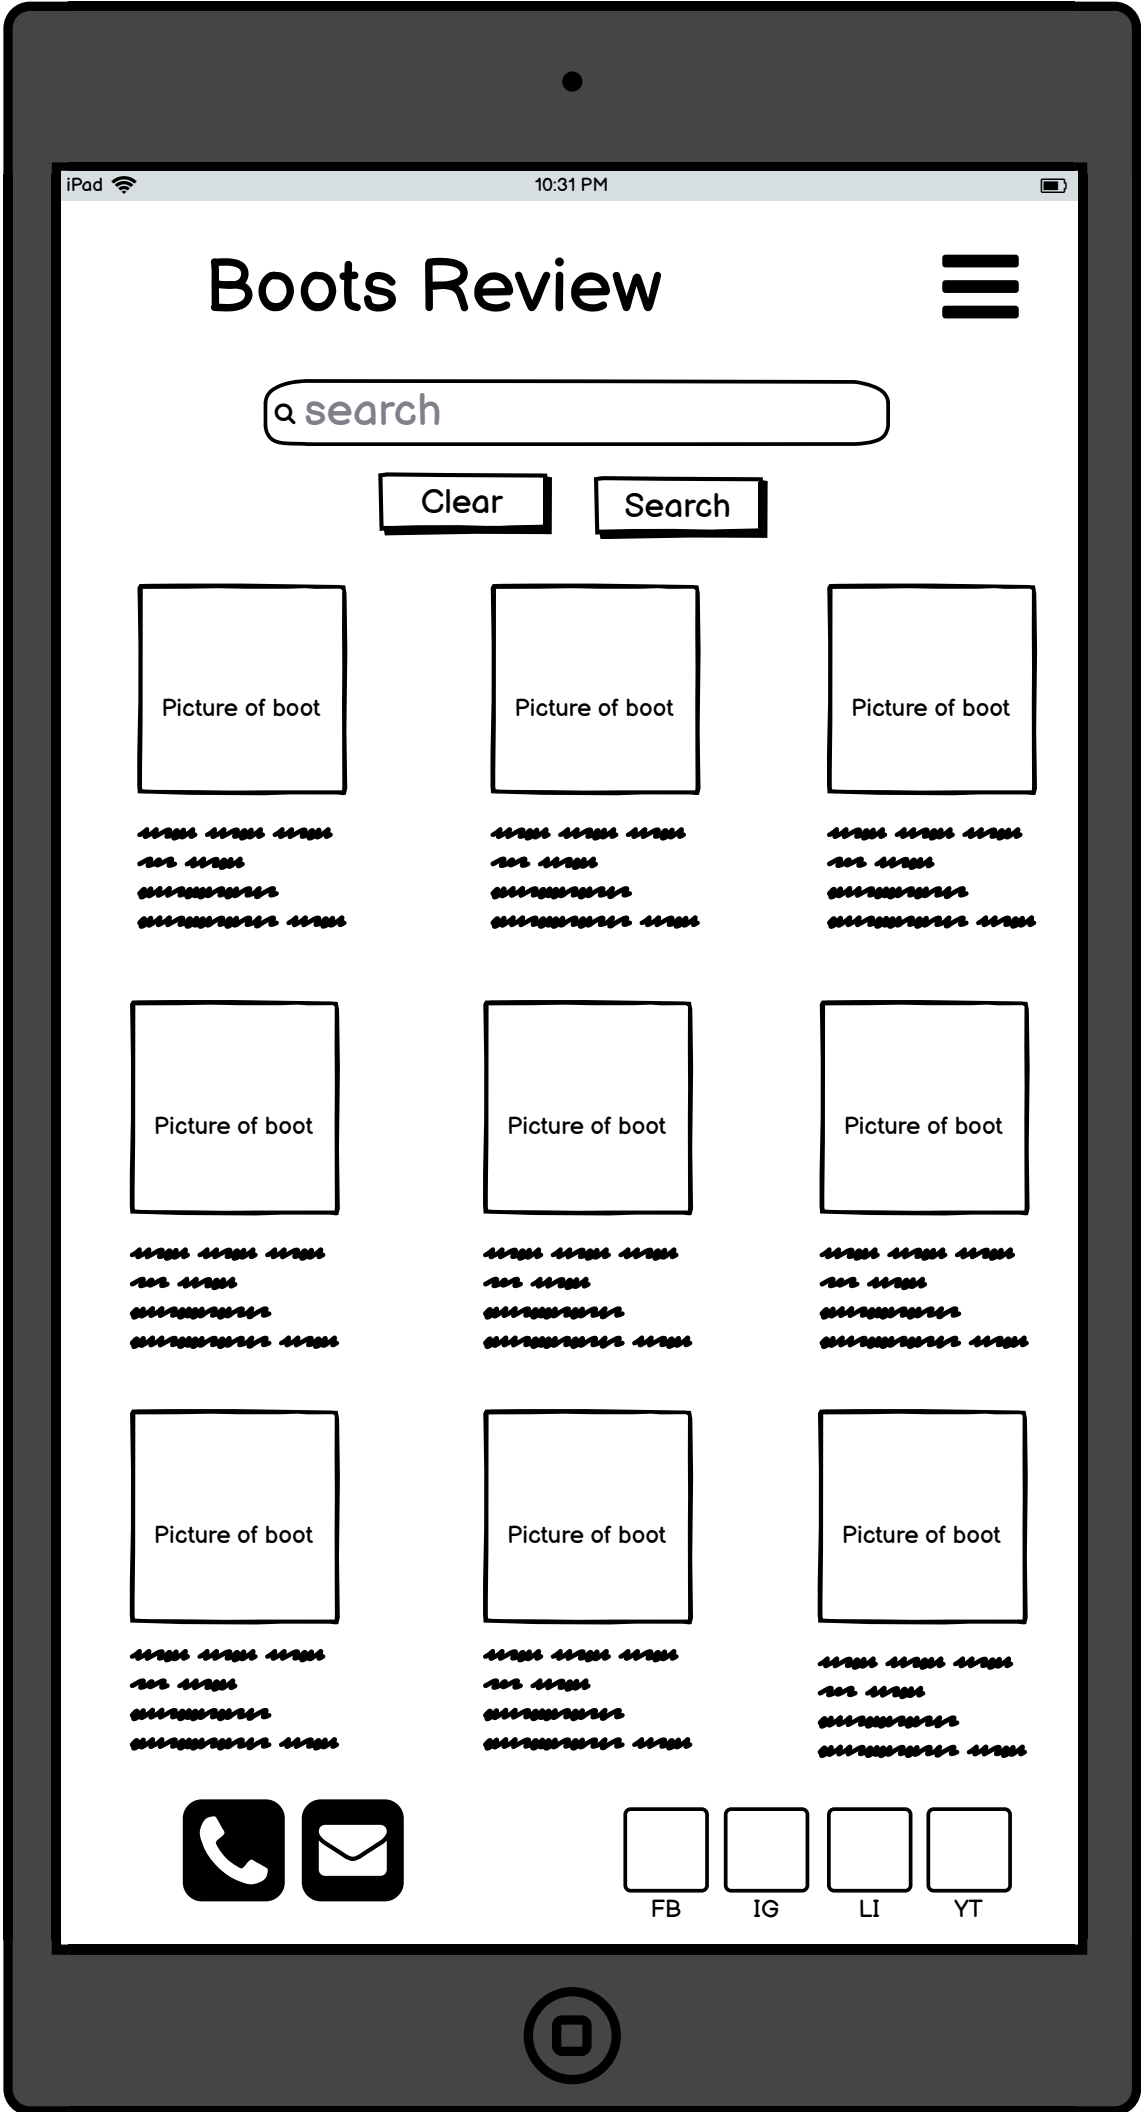 iPad 10:31 PM
Boots Review
search
Clear Search
Picture of boot Picture of boot Picture of boot
Picture of boot Picture of boot Picture of boot
Picture of boot Picture of boot Picture of boot
FB IG LI YT